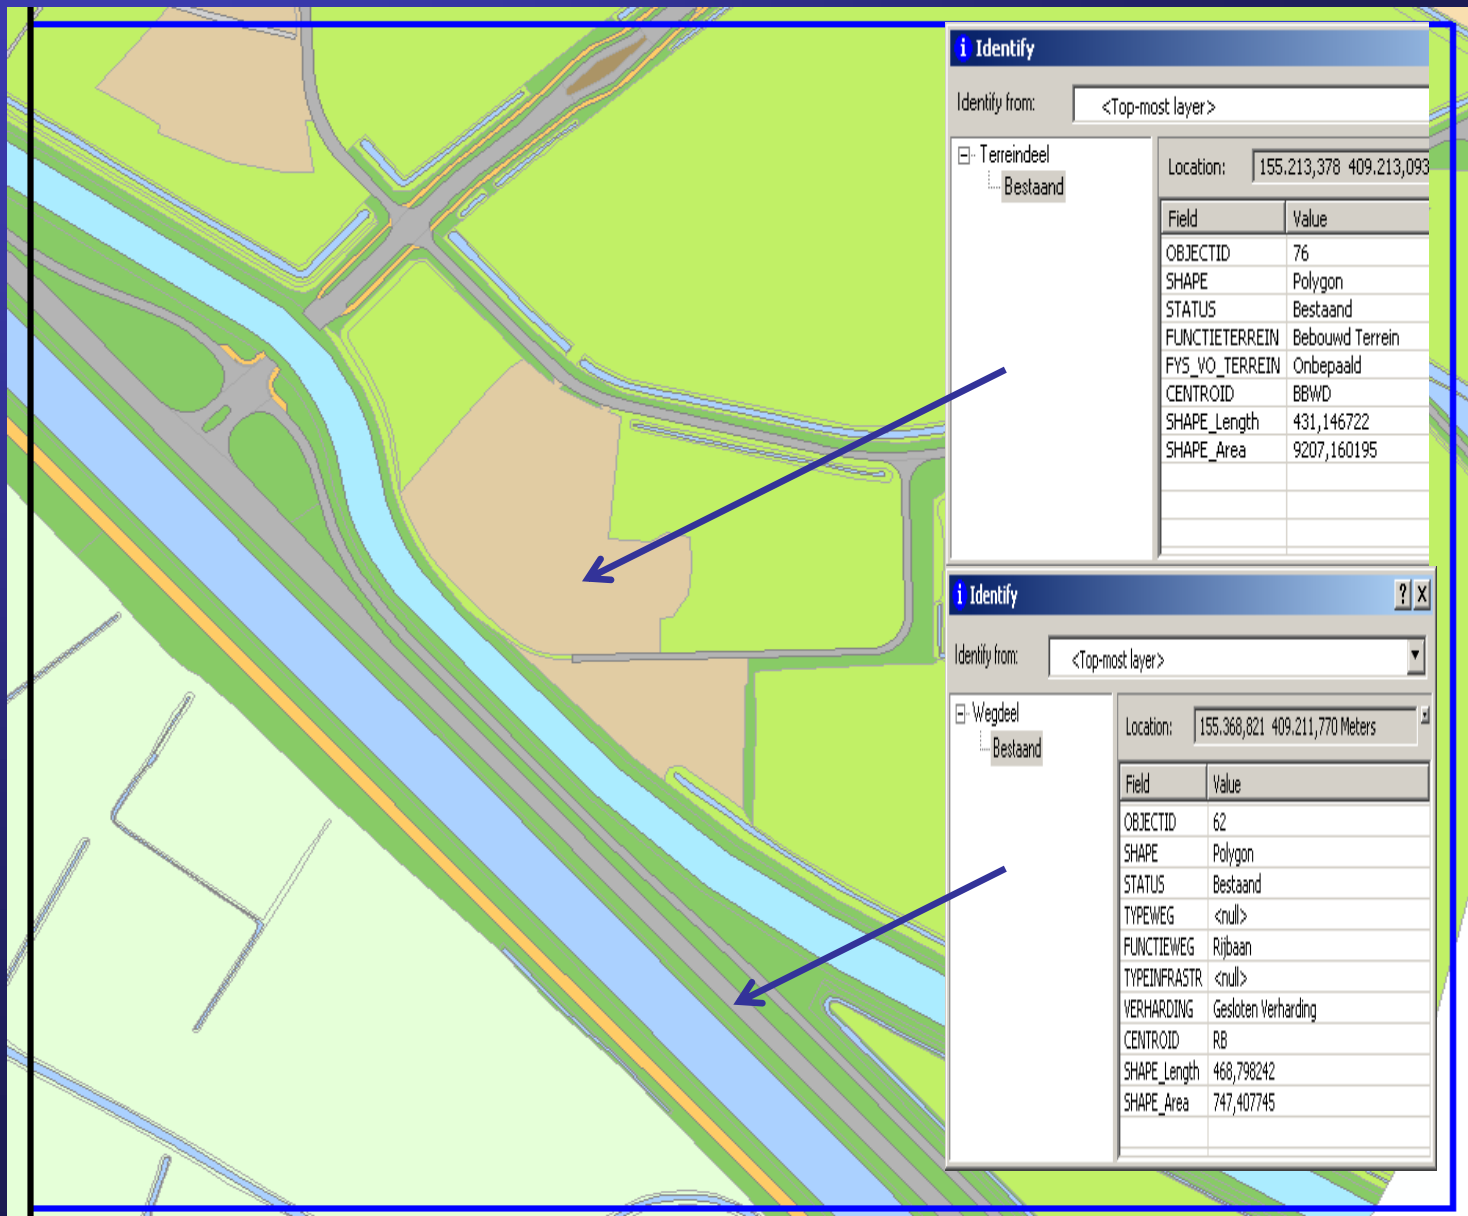 i Identify
Identify from: <Top-most layer>
Terreindeel
Bestaand
Location: 155.213,378 409.213,093
Field Value
OBJECTID 76
SHAPE Polygon
STATUS Bestaand
FUNCTIETERREIN Bebouwd Terrein
FYS_VO_TERREIN Onbepaald
CENTROID BBWD
SHAPE_Length 431,146722
SHAPE_Area 9207,160195
i Identify ? X
Identify from: <Top-most layer>
Wegdeel
Bestaand
Location: 155.368,821 409.211,770 Meters
Field Value
OBJECTID 62
SHAPE Polygon
STATUS Bestaand
TYPEWEG <null>
FUNCTIEWEG Rijbaan
TYPEINFRASTR <null>
VERHARDING Gesloten Verharding
CENTROID RB
SHAPE_Length 468,798242
SHAPE_Area 747,407745